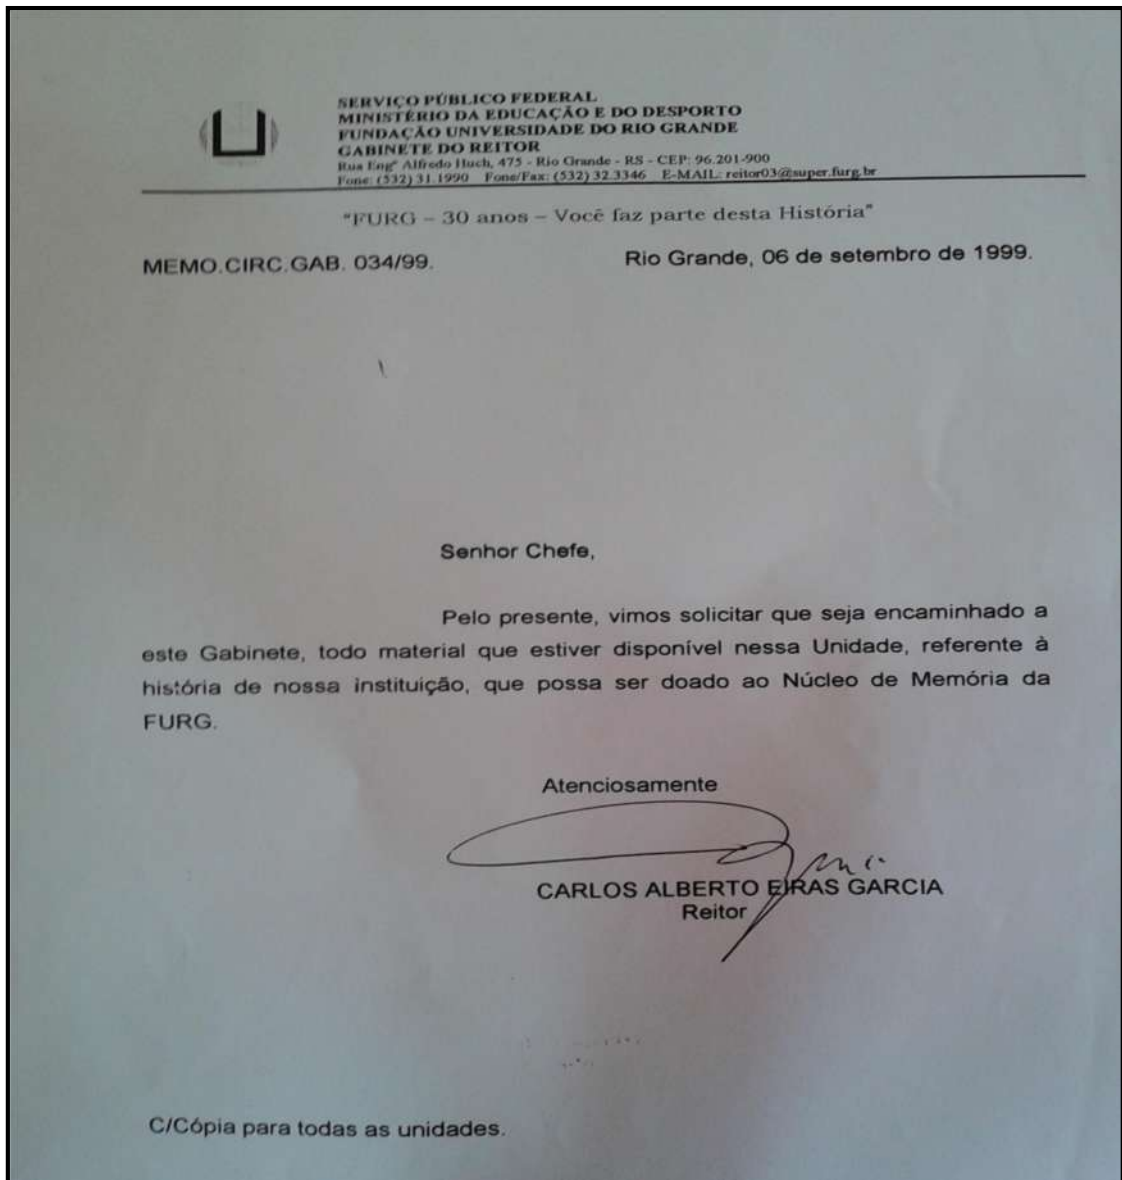 SERVIÇO PÚBLICO FEDERAL
MINISTÉRIO DA EDUCAÇÃO E DO DESPORTO
FUNDAÇÃO UNIVERSIDADE DO RIO GRANDE
GABINETE DO REITOR
Rua Engº Alfredo Huch, 475 - Rio Grande - RS - CEP: 96.201-900
Fone: (532) 31.1990 Fone/Fax: (532) 32.3346 E-MAIL: reitor03@super.furg.br
"FURG – 30 anos – Você faz parte desta História"
MEMO.CIRC.GAB. 034/99. Rio Grande, 06 de setembro de 1999.
Senhor Chefe,
Pelo presente, vimos solicitar que seja encaminhado a
este Gabinete, todo material que estiver disponível nessa Unidade, referente à
história de nossa instituição, que possa ser doado ao Núcleo de Memória da
FURG.
Atenciosamente
CARLOS ALBERTO EIRAS GARCIA
Reitor
C/Cópia para todas as unidades.